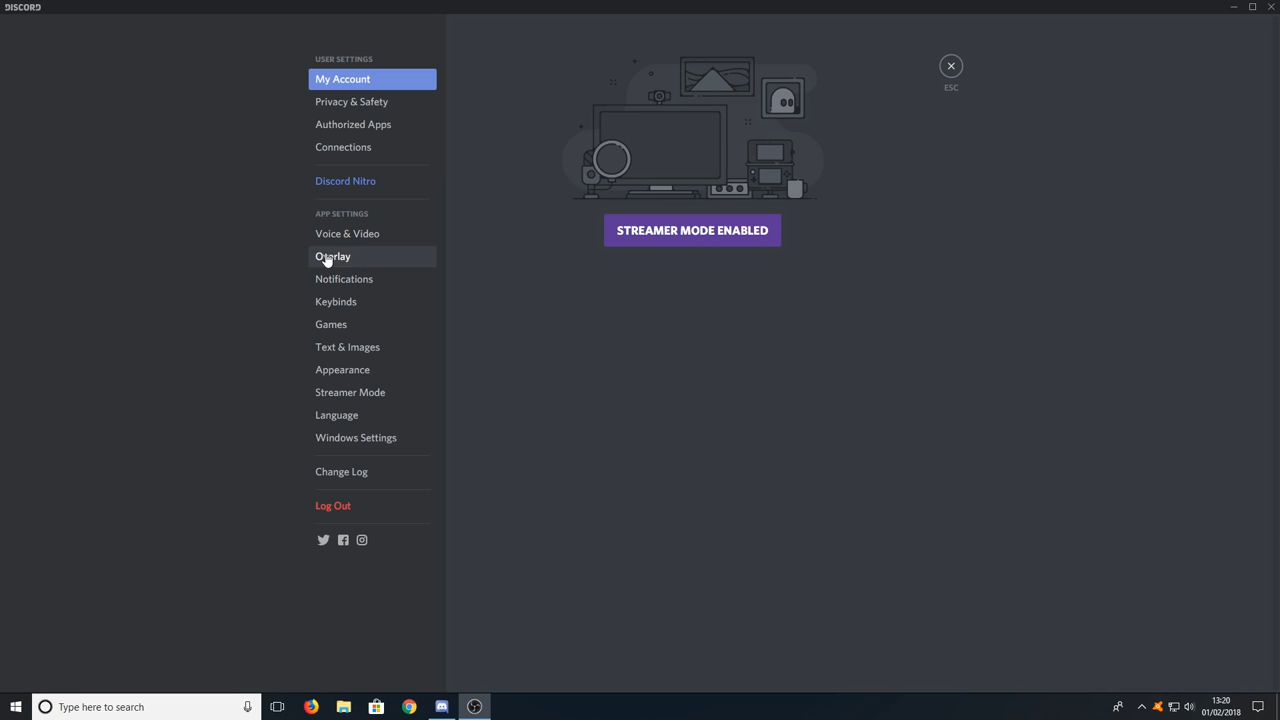 DISCORD
USER SETTINGS
My Account
Privacy & Safety
Authorized Apps
Connections
Discord Nitro
APP SETTINGS
Voice & Video
Overlay
Notifications
Keybinds
Games
Text & Images
Appearance
Streamer Mode
Language
Windows Settings
Change Log
Log Out
ESC
STREAMER MODE ENABLED
Type here to search
13:20
01/02/2018